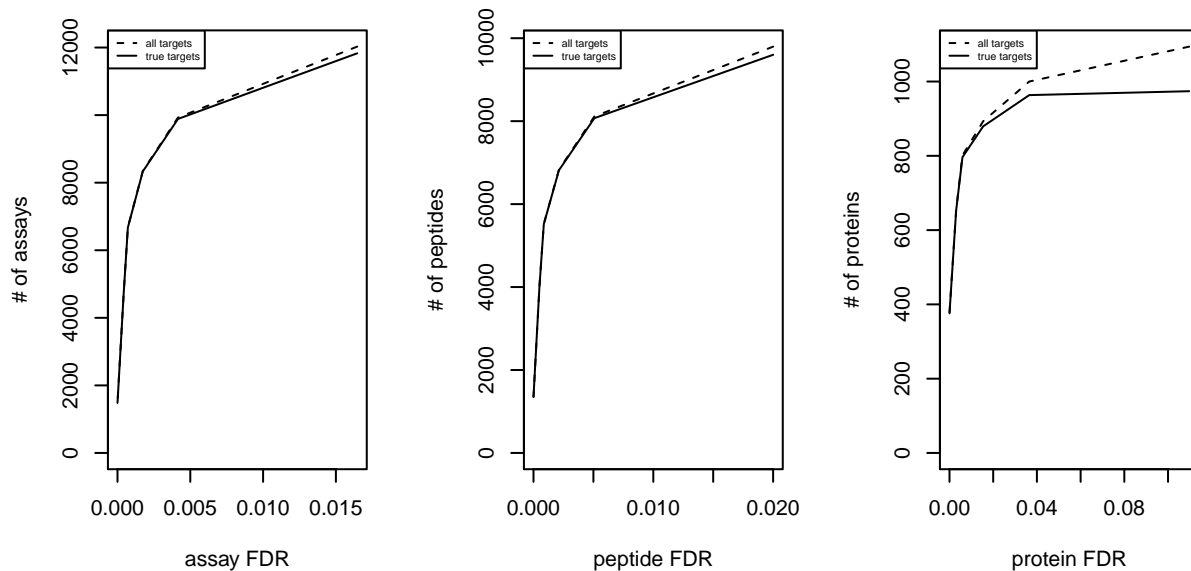 all targets
true targets
# of assays
0
2000
4000
6000
8000
12000
0.000
0.005
0.010
0.015
assay FDR
all targets
true targets
# of peptides
0
2000
4000
6000
8000
10000
0.000
0.010
0.020
peptide FDR
all targets
true targets
# of proteins
0
200
400
600
800
1000
0.00
0.04
0.08
protein FDR